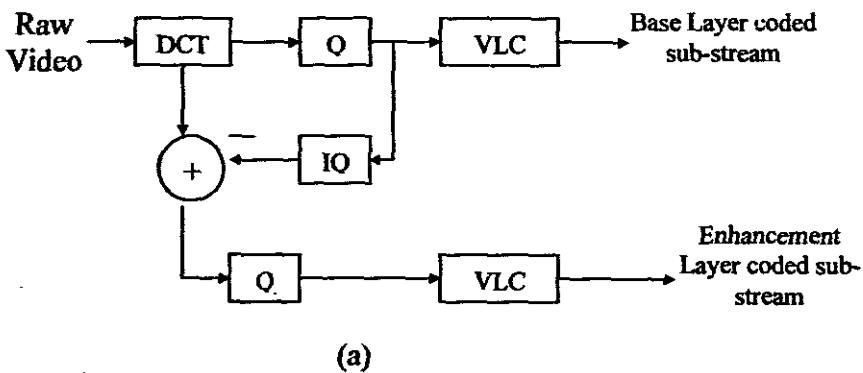 Raw
Video
DCT
Q
VLC
Base Layer coded
sub-stream
+
−
IQ
Q
VLC
Enhancement
Layer coded sub-
stream
(a)